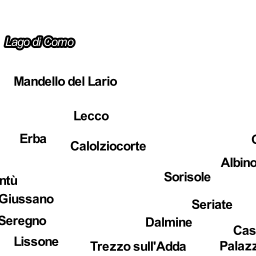 Lago di Como
Mandello del Lario
Lecco
Erba
Calolziocorte
Albino
Sorisole
ntù
Giussano
Seriate
Seregno
Dalmine
Cas
Lissone
Trezzo sull'Adda
Palazz